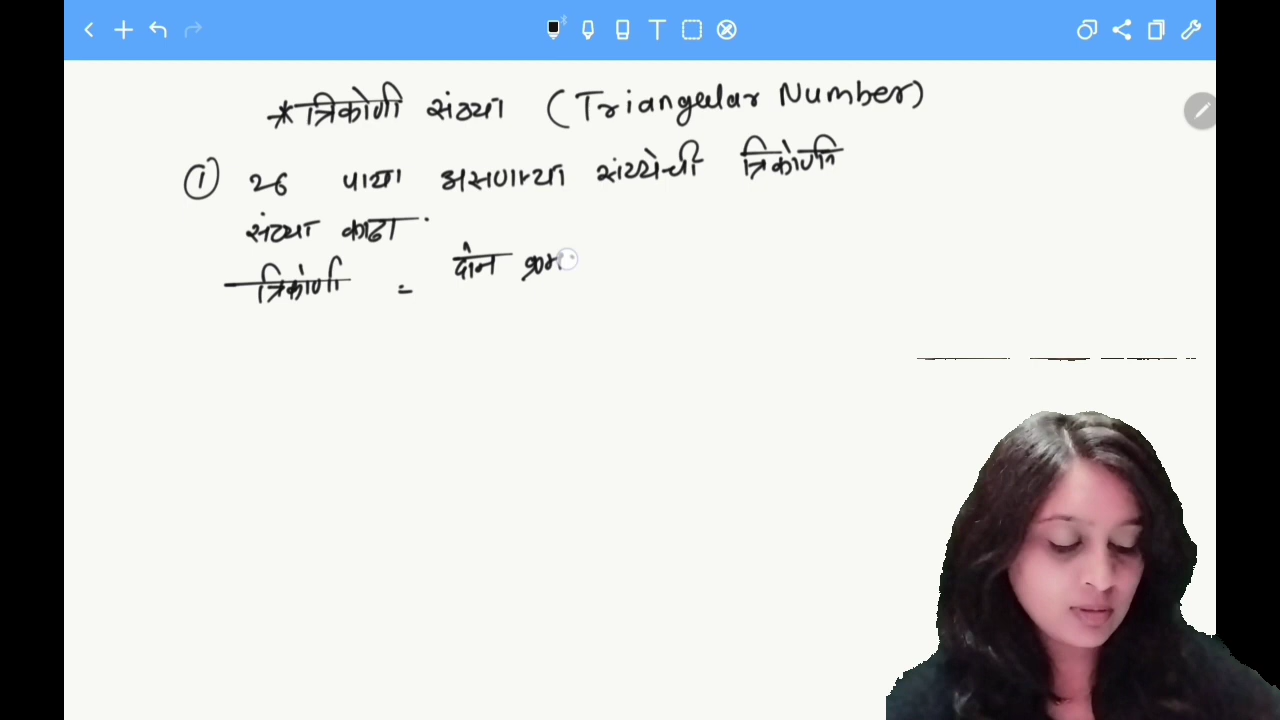 * त्रिकोणी संख्या (Triangular Number)
① 26 पाया असणाऱ्या संख्येची त्रिकोणी
संख्या काढा.
त्रिकोणी = दोन क्रम